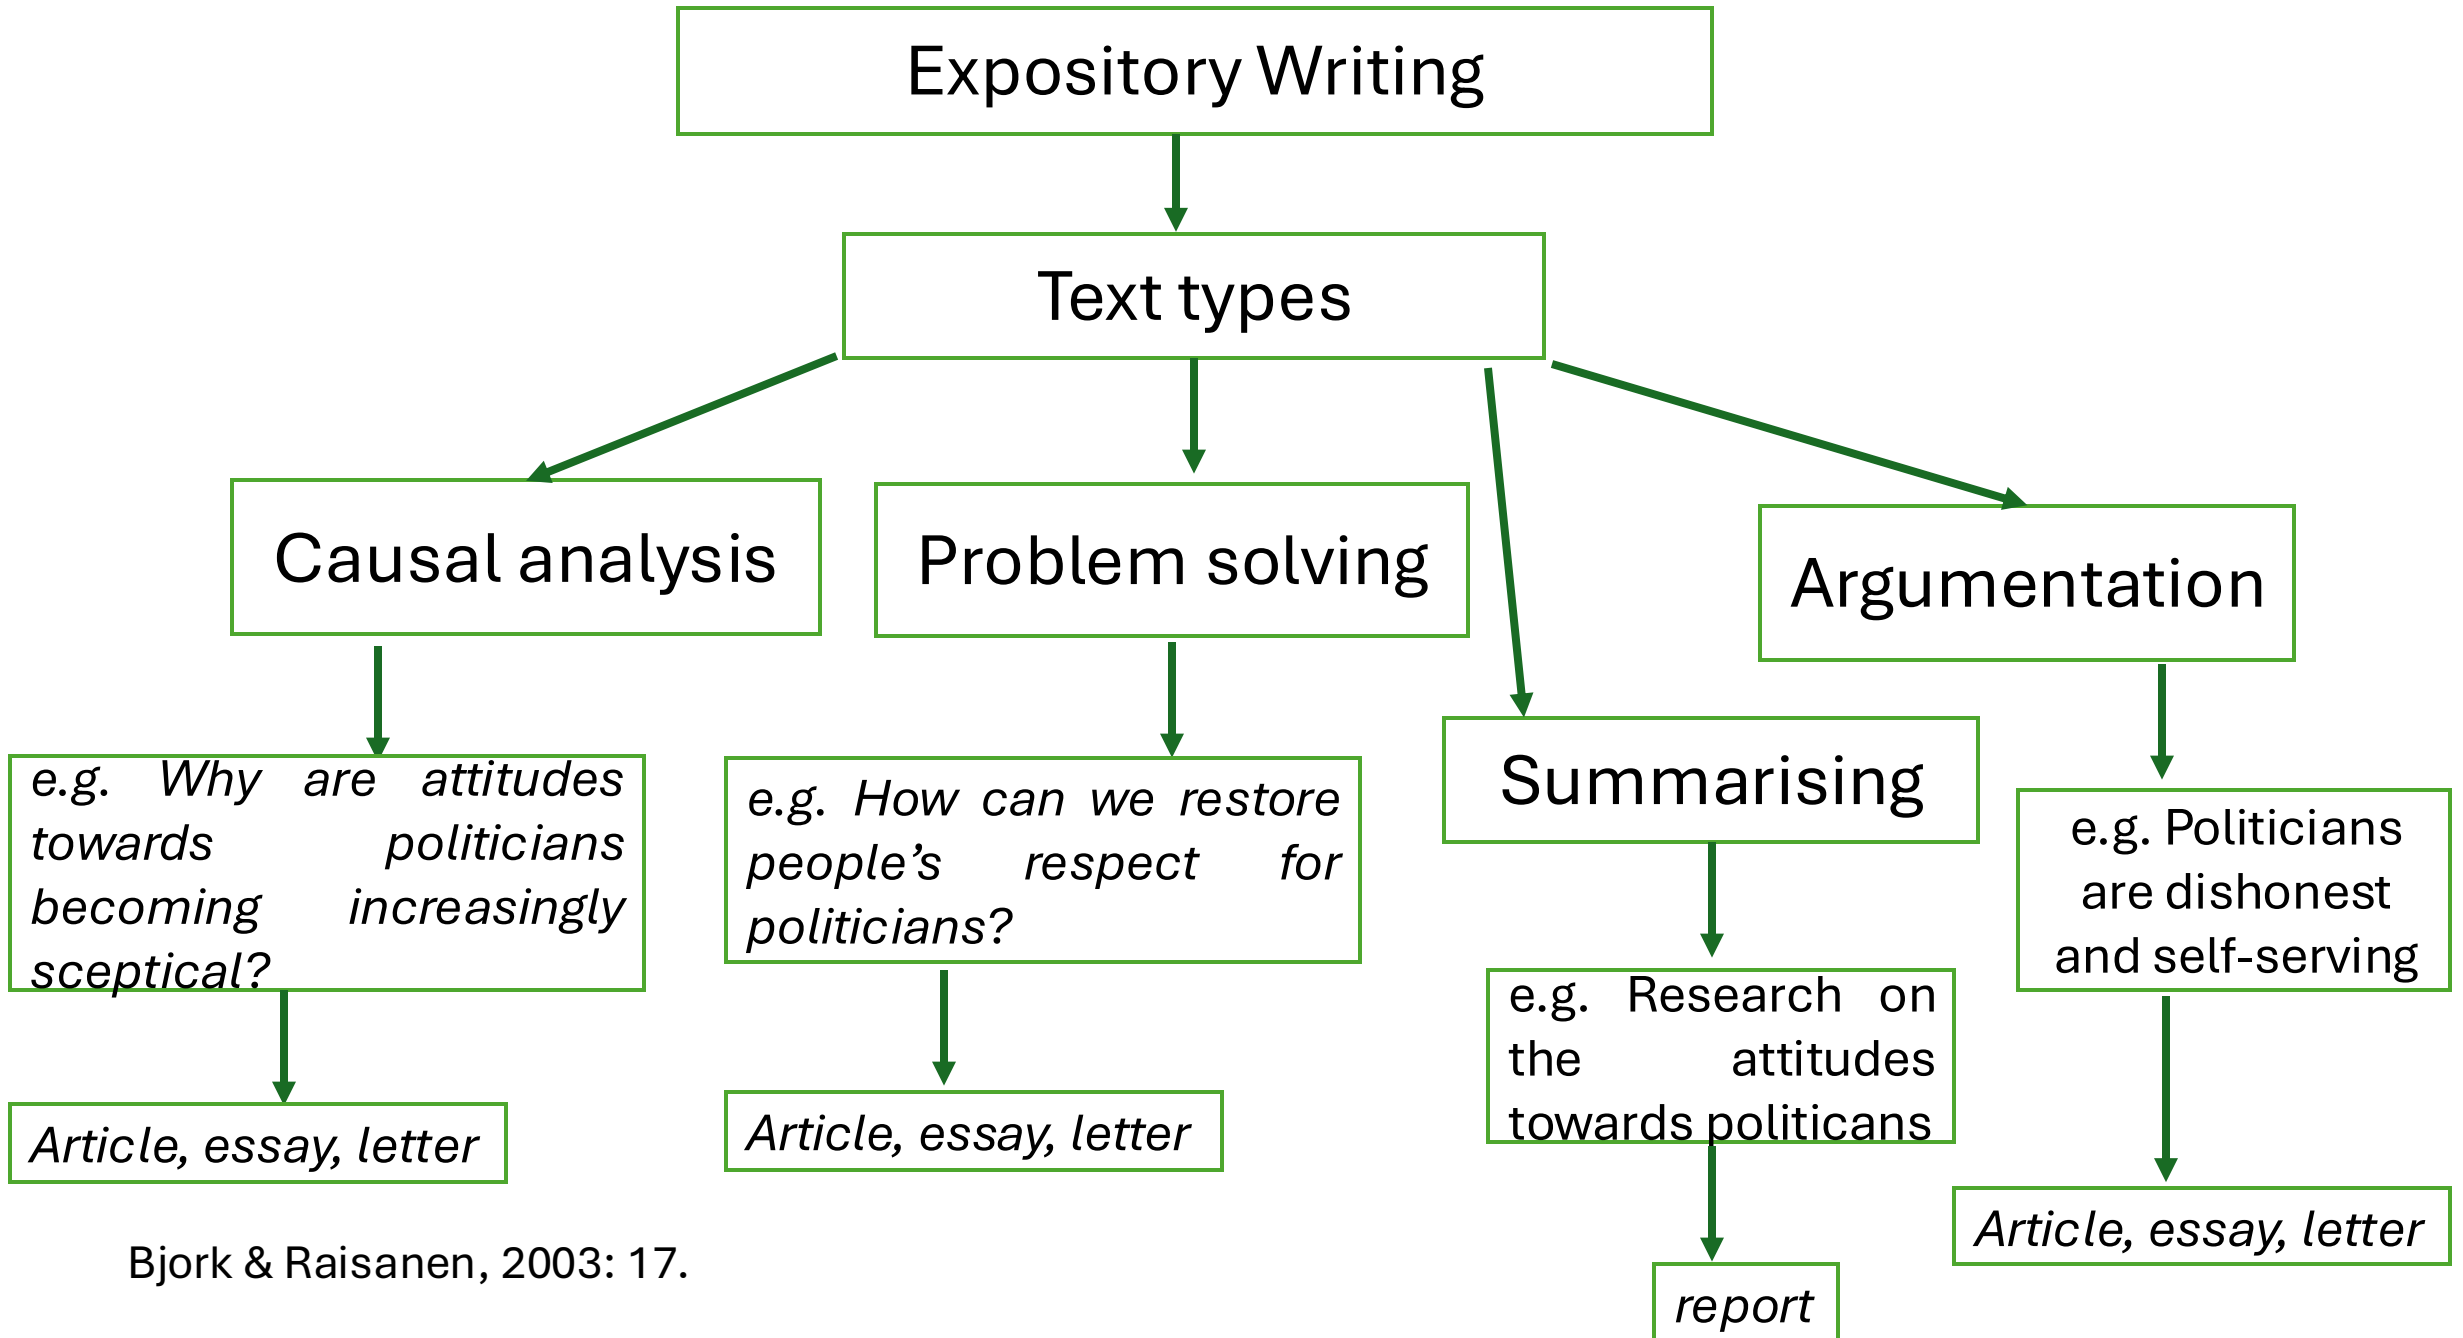 Expository Writing
Text types
Causal analysis
Problem solving
Argumentation
Summarising
e.g. Why are attitudes
towards politicians
becoming increasingly
sceptical?
e.g. How can we restore
people’s respect for
politicians?
e.g. Politicians
are dishonest
and self-serving
e.g. Research on
the attitudes
towards politicans
Article, essay, letter
Article, essay, letter
Article, essay, letter
Bjork & Raisanen, 2003: 17.
report